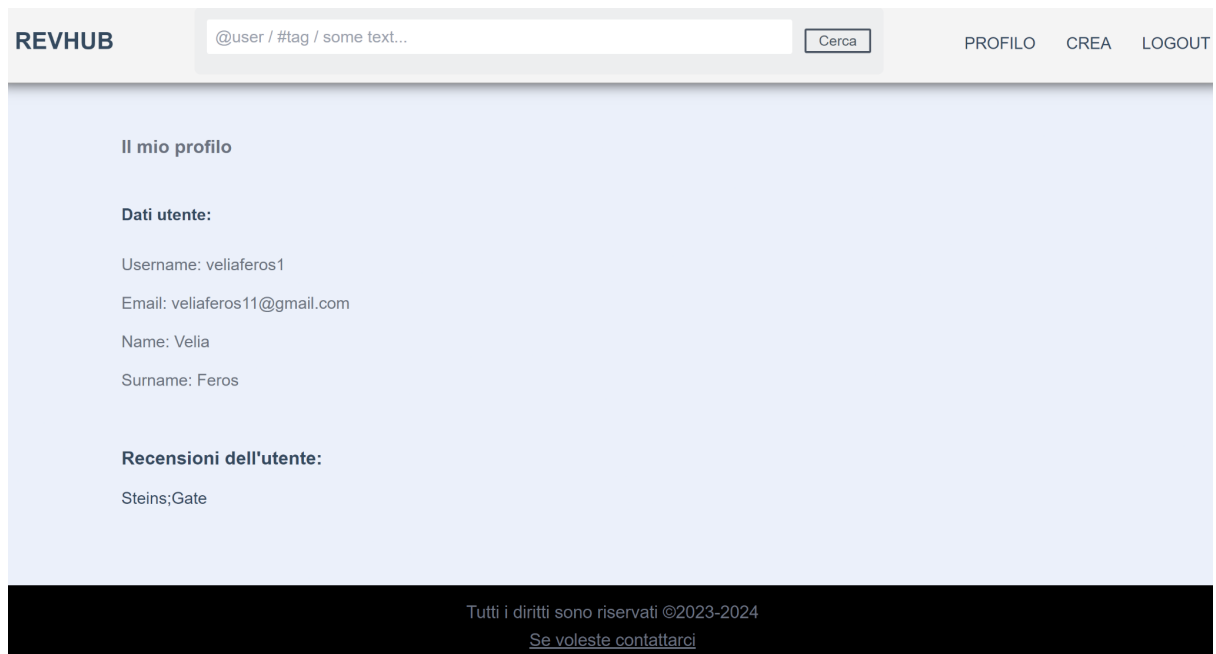 REVHUB
@user / #tag / some text...
Cerca
PROFILO
CREA
LOGOUT
Il mio profilo
Dati utente:
Username: veliaferos1
Email: veliaferos11@gmail.com
Name: Velia
Surname: Feros
Recensioni dell'utente:
Steins;Gate
Tutti i diritti sono riservati ©2023-2024
Se voleste contattarci